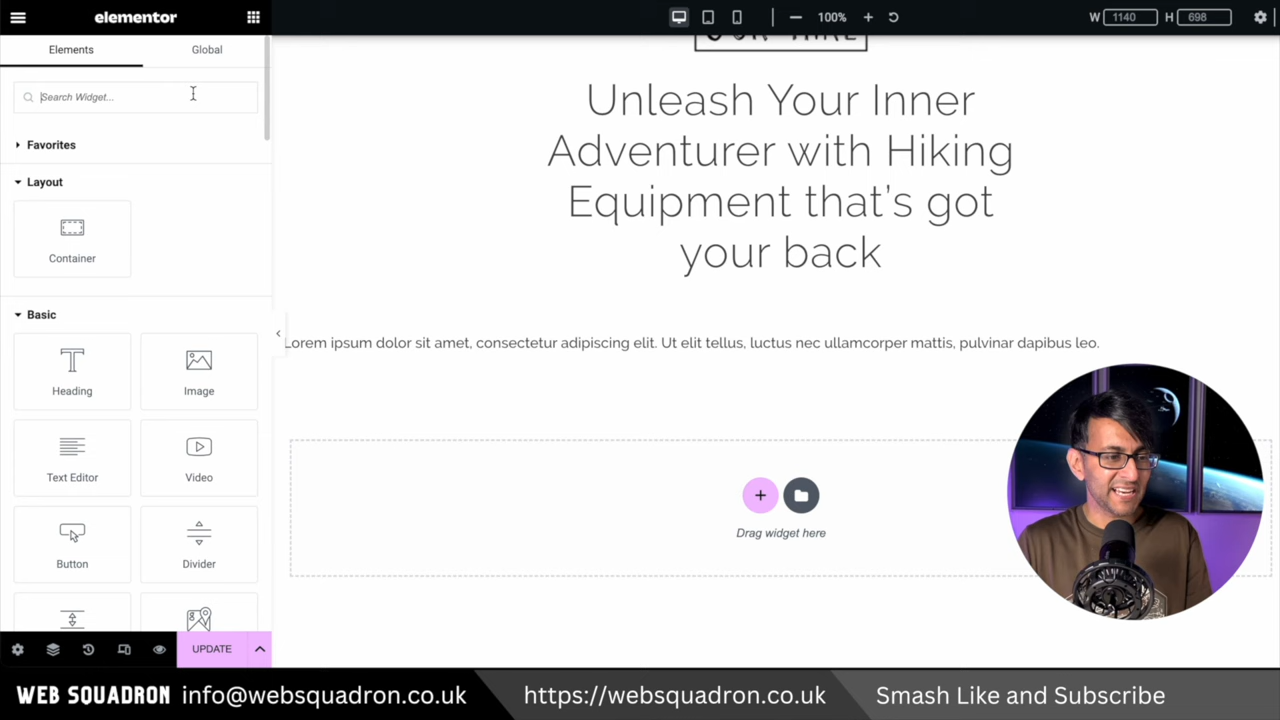 elementor
100%
W 1140 H 698
Elements Global
Search Widget...
Favorites
Layout
Container
Basic
Heading Image
Text Editor Video
Button Divider
UPDATE
Unleash Your Inner
Adventurer with Hiking
Equipment that’s got
your back
Lorem ipsum dolor sit amet, consectetur adipiscing elit. Ut elit tellus, luctus nec ullamcorper mattis, pulvinar dapibus leo.
+
Drag widget here
WEB SQUADRON info@websquadron.co.uk https://websquadron.co.uk Smash Like and Subscribe